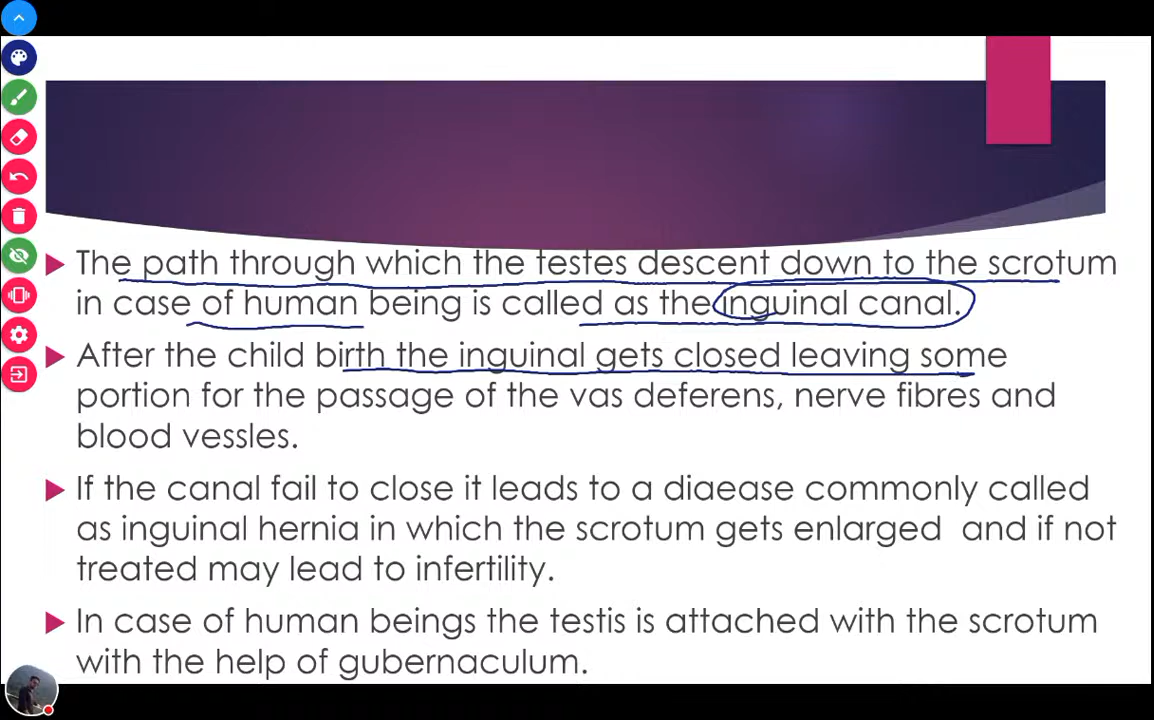 The path through which the testes descent down to the scrotum
in case of human being is called as the inguinal canal.
After the child birth the inguinal gets closed leaving some
portion for the passage of the vas deferens, nerve fibres and
blood vessles.
If the canal fail to close it leads to a diaease commonly called
as inguinal hernia in which the scrotum gets enlarged and if not
treated may lead to infertility.
In case of human beings the testis is attached with the scrotum
with the help of gubernaculum.